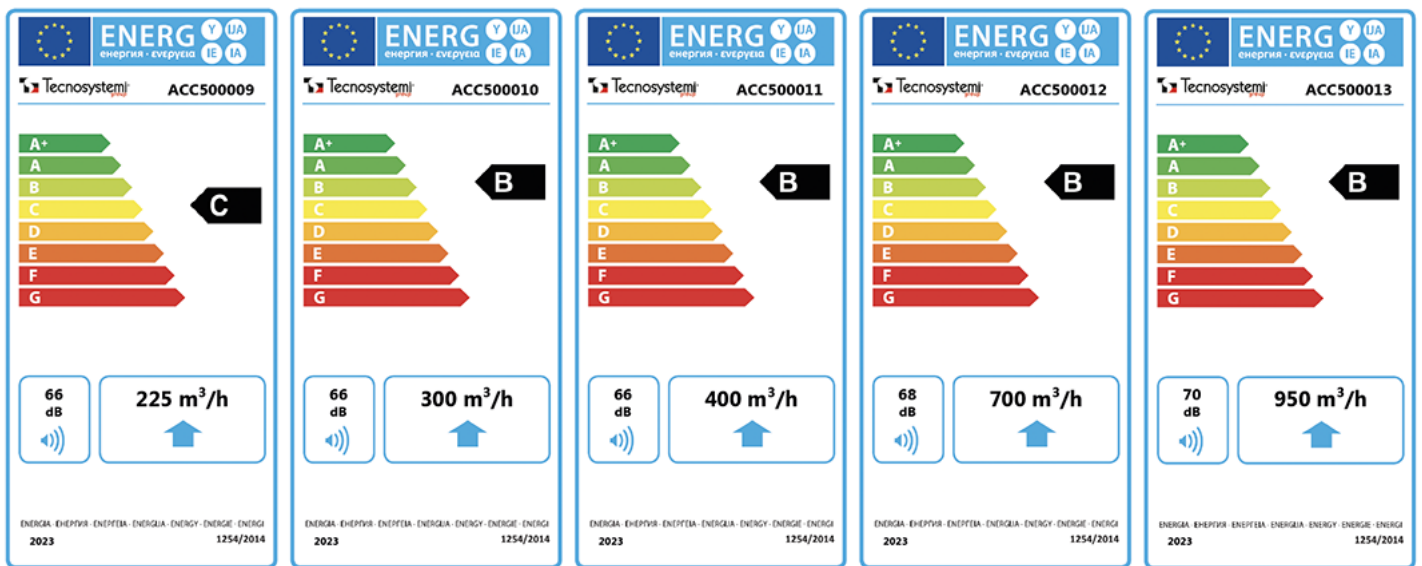 ENERG Y IJA
енергия · ενεργεια IE IA
Tecnosystemi group ACC500009
A+
A
B
C
D
E
F
G
C
66
dB
225 m³/h
ENERGIA · ЕНЕРГИЯ · ΕΝΕΡΓΕΙΑ · ENERGIJA · ENERGY · ENERGIE · ENERGI
2023 1254/2014
ENERG Y IJA
енергия · ενεργεια IE IA
Tecnosystemi group ACC500010
A+
A
B
C
D
E
F
G
B
66
dB
300 m³/h
ENERGIA · ЕНЕРГИЯ · ΕΝΕΡΓΕΙΑ · ENERGIJA · ENERGY · ENERGIE · ENERGI
2023 1254/2014
ENERG Y IJA
енергия · ενεργεια IE IA
Tecnosystemi group ACC500011
A+
A
B
C
D
E
F
G
B
66
dB
400 m³/h
ENERGIA · ЕНЕРГИЯ · ΕΝΕΡΓΕΙΑ · ENERGIJA · ENERGY · ENERGIE · ENERGI
2023 1254/2014
ENERG Y IJA
енергия · ενεργεια IE IA
Tecnosystemi group ACC500012
A+
A
B
C
D
E
F
G
B
68
dB
700 m³/h
ENERGIA · ЕНЕРГИЯ · ΕΝΕΡΓΕΙΑ · ENERGIJA · ENERGY · ENERGIE · ENERGI
2023 1254/2014
ENERG Y IJA
енергия · ενεργεια IE IA
Tecnosystemi group ACC500013
A+
A
B
C
D
E
F
G
B
70
dB
950 m³/h
ENERGIA · ЕНЕРГИЯ · ΕΝΕΡΓΕΙΑ · ENERGIJA · ENERGY · ENERGIE · ENERGI
2023 1254/2014